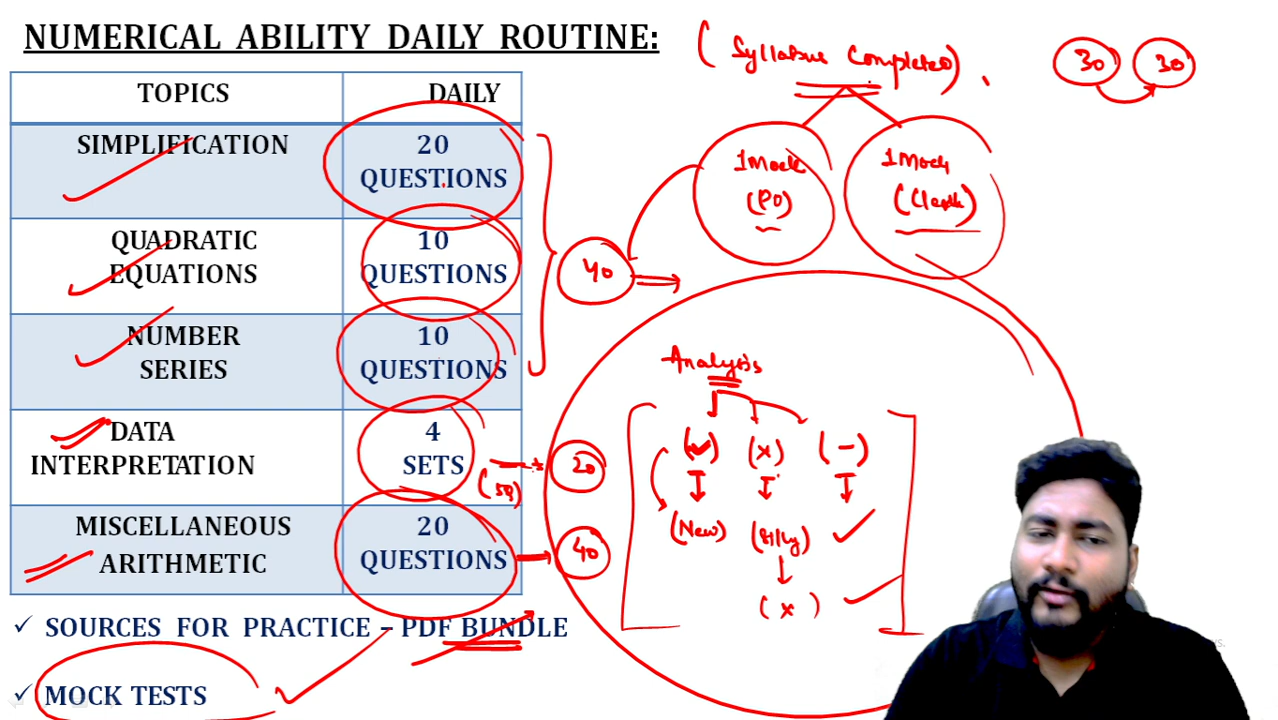 NUMERICAL ABILITY DAILY ROUTINE:
(Syllabus Completed)
30 30
TOPICS DAILY
SIMPLIFICATION 20
QUESTIONS
QUADRATIC 10
EQUATIONS QUESTIONS
NUMBER 10
SERIES QUESTIONS
DATA 4
INTERPRETATION SETS
MISCELLANEOUS 20
ARITHMETIC QUESTIONS
40
20
40
1 Mock
(PO)
1 Mock
(Clerk)
Analysis
(✓) (x) (-)
(New)
(x)
✓ SOURCES FOR PRACTICE – PDF BUNDLE
✓ MOCK TESTS